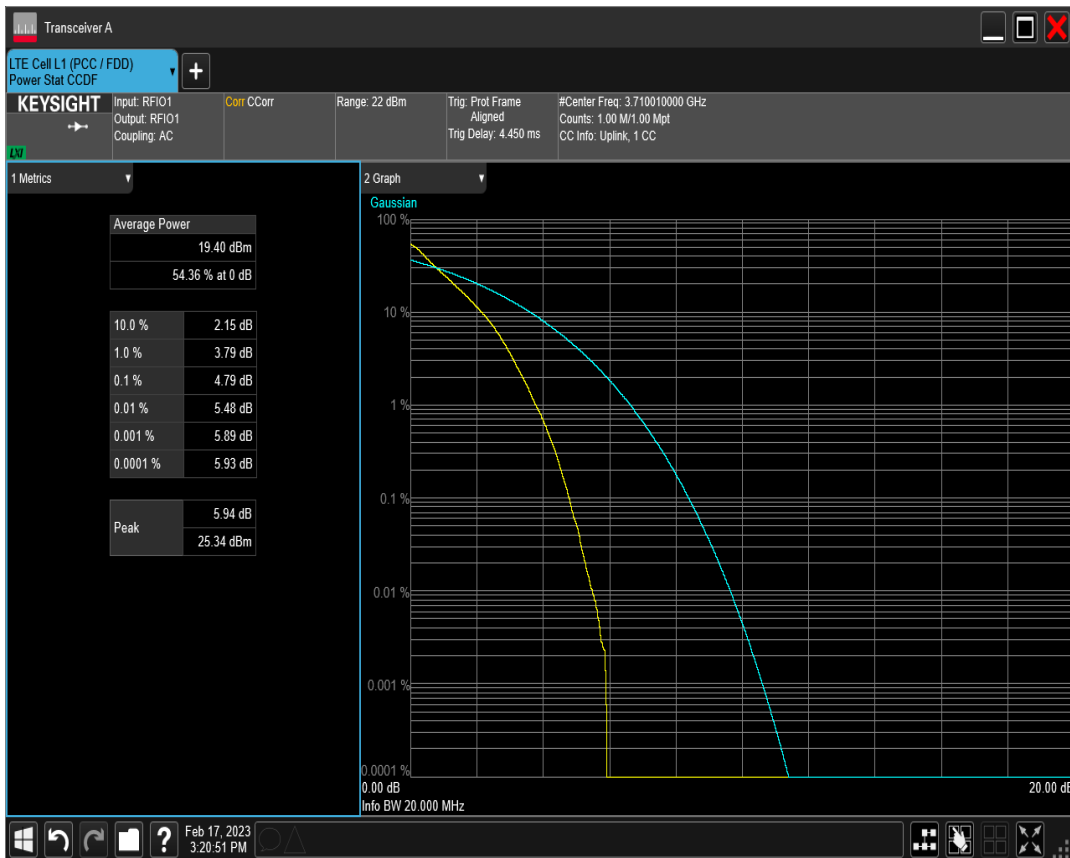 Transceiver A
LTE Cell L1 (PCC / FDD)
Power Stat CCDF
KEYSIGHT
LXI
Input: RFIO1
Output: RFIO1
Coupling: AC
Corr CCorr
Range: 22 dBm
Trig: Prot Frame
Aligned
Trig Delay: 4.450 ms
#Center Freq: 3.710010000 GHz
Counts: 1.00 M/1.00 Mpt
CC Info: Uplink, 1 CC
1 Metrics
Average Power
19.40 dBm
54.36 % at 0 dB
10.0 % 2.15 dB
1.0 % 3.79 dB
0.1 % 4.79 dB
0.01 % 5.48 dB
0.001 % 5.89 dB
0.0001 % 5.93 dB
Peak
5.94 dB
25.34 dBm
2 Graph
Gaussian
100 %
10 %
1 %
0.1 %
0.01 %
0.001 %
0.0001 %
0.00 dB 20.00 dB
Info BW 20.000 MHz
Feb 17, 2023
3:20:51 PM